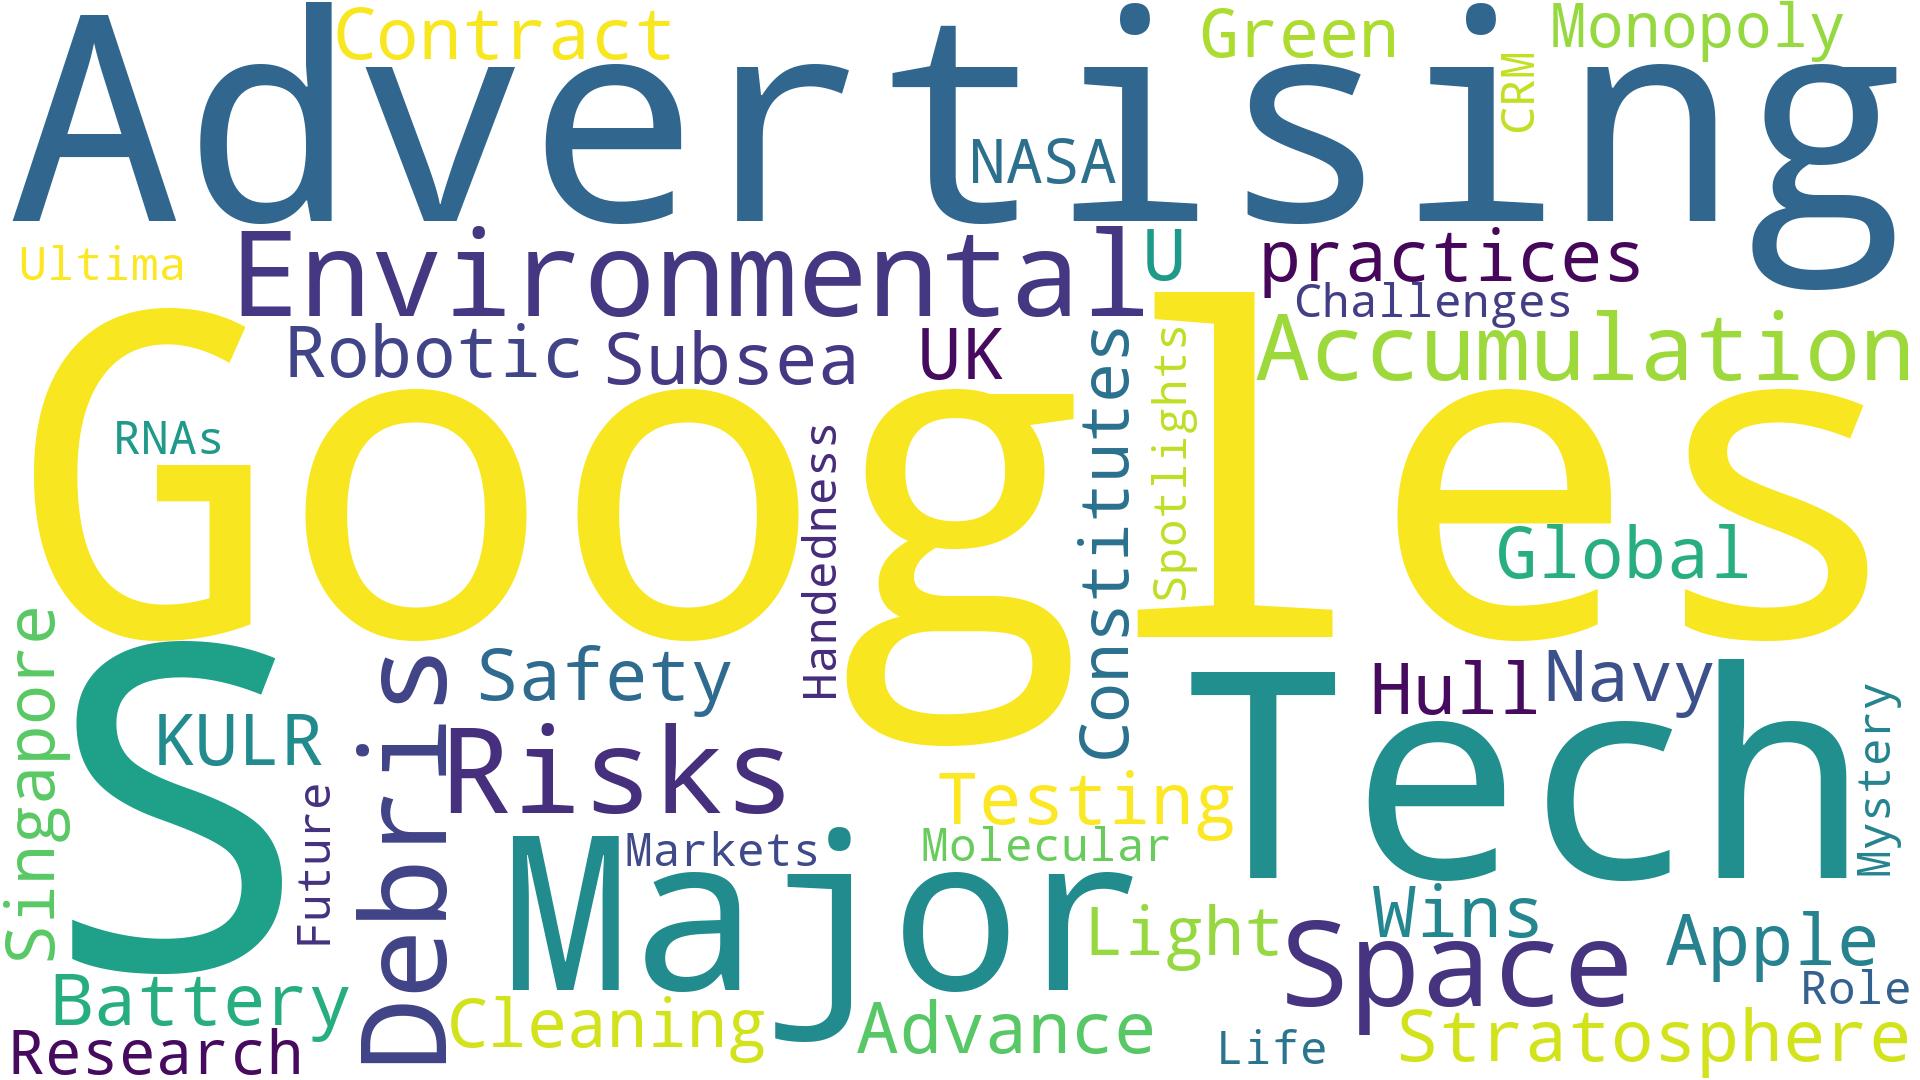 Advertising
Contract
Green
Monopoly
CRM
NASA
Ultima
Environmental
U
practices
Challenges
Robotic
Subsea
UK
Constitutes
Spotlights
Accumulation
Googles
RNAs
Handedness
Global
Singapore
S
KULR
Future
Debris
Safety
Risks
Tech
Hull
Navy
Mystery
Testing
Major
Markets
Molecular
Light
Wins
Space
Apple
Role
Battery
Cleaning
Advance
Life
Stratosphere
Research